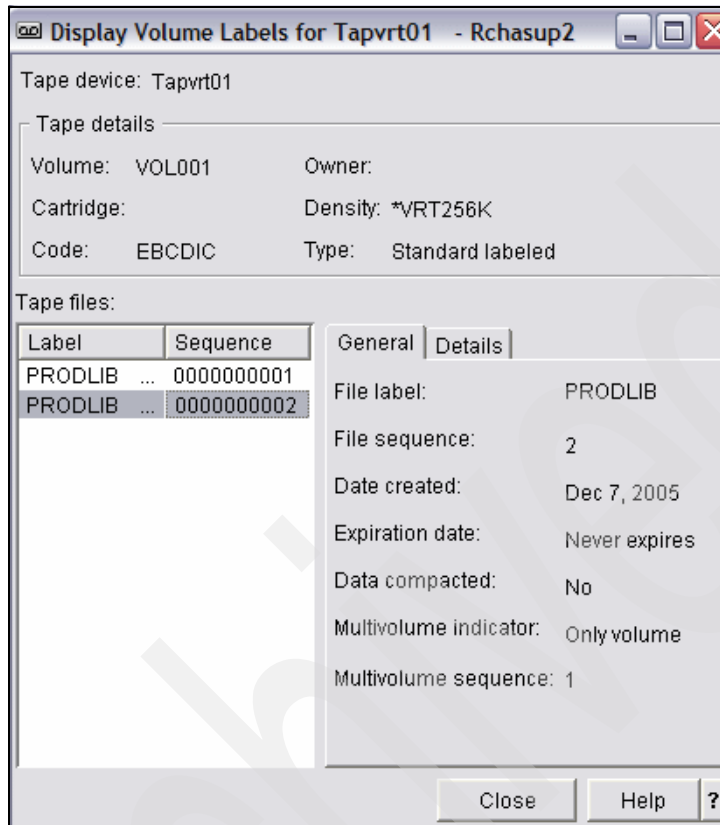 Display Volume Labels for Tapvrt01 - Rchasup2
Tape device: Tapvrt01
Tape details
Volume: VOL001 Owner:
Cartridge: Density: *VRT256K
Code: EBCDIC Type: Standard labeled
Tape files:
Label Sequence
PRODLIB ... 0000000001
PRODLIB ... 0000000002
General Details
File label: PRODLIB
File sequence: 2
Date created: Dec 7, 2005
Expiration date: Never expires
Data compacted: No
Multivolume indicator: Only volume
Multivolume sequence: 1
Close Help ?